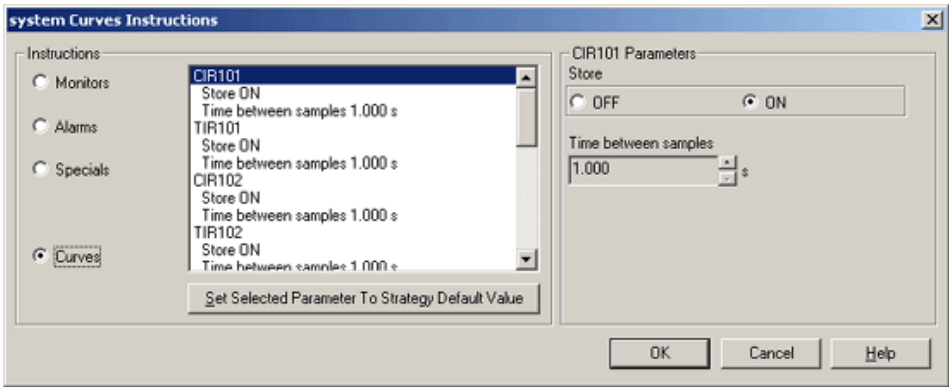 system Curves Instructions
Instructions
Monitors
Alarms
Specials
Curves
CIR101
Store ON
Time between samples 1.000 s
TIR101
Store ON
Time between samples 1.000 s
CIR102
Store ON
Time between samples 1.000 s
TIR102
Store ON
Time between samples 1.000 s
Set Selected Parameter To Strategy Default Value
CIR101 Parameters
Store
OFF ON
Time between samples
1.000 s
OK Cancel Help